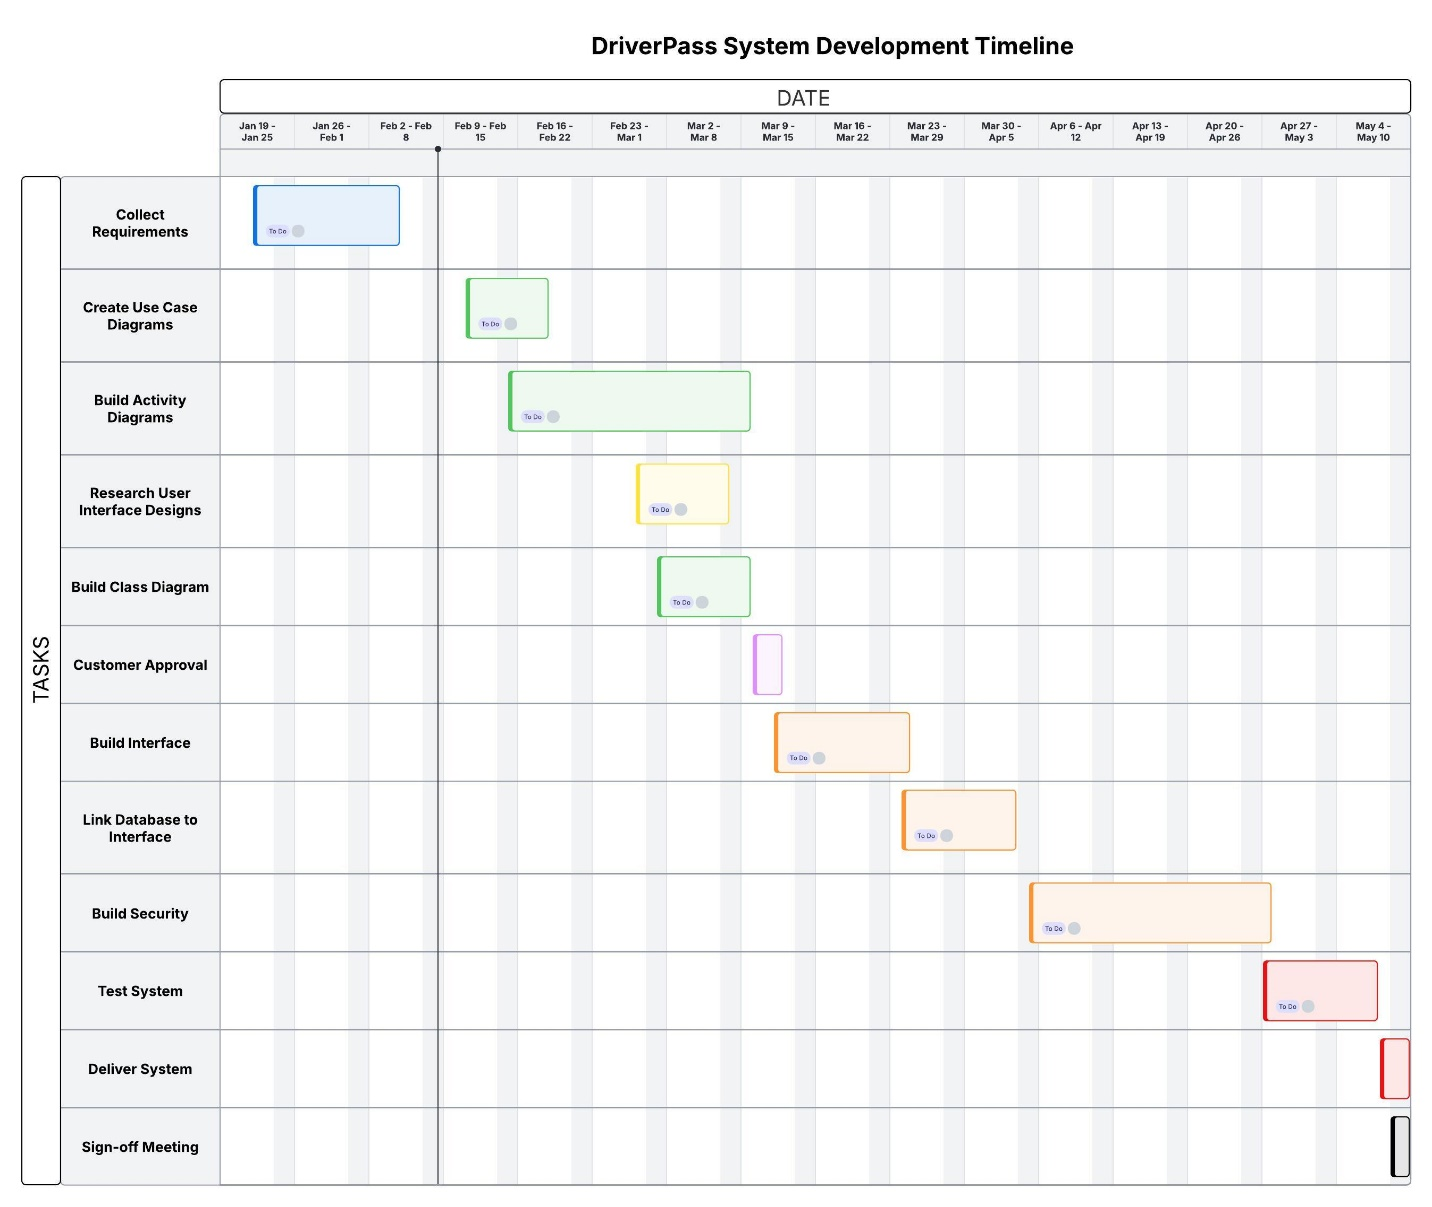 DriverPass System Development Timeline
DATE
Jan 19 -
Jan 25
Jan 26 -
Feb 1
Feb 2 - Feb
8
Feb 9 - Feb
15
Feb 16 -
Feb 22
Feb 23 -
Mar 1
Mar 2 -
Mar 8
Mar 9 -
Mar 15
Mar 16 -
Mar 22
Mar 23 -
Mar 29
Mar 30 -
Apr 5
Apr 6 - Apr
12
Apr 13 -
Apr 19
Apr 20 -
Apr 26
Apr 27 -
May 3
May 4 -
May 10
TASKS
Collect
Requirements
To Do
Create Use Case
Diagrams
To Do
Build Activity
Diagrams
To Do
Research User
Interface Designs
To Do
Build Class Diagram
To Do
Customer Approval
Build Interface
To Do
Link Database to
Interface
To Do
Build Security
To Do
Test System
To Do
Deliver System
Sign-off Meeting